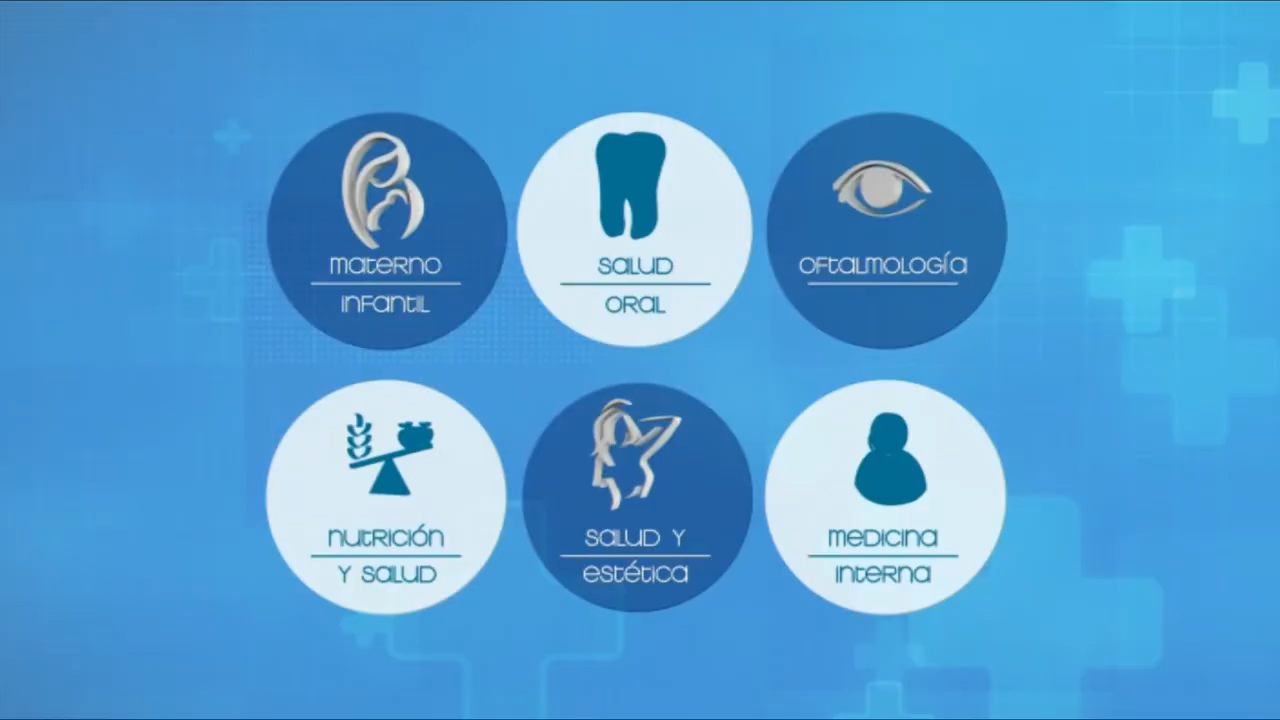 MATERNO
INFANTIL
SALUD
ORAL
OFTALMOLOGÍA
NUTRICIÓN
Y SALUD
SALUD Y
ESTÉTICA
MEDICINA
INTERNA